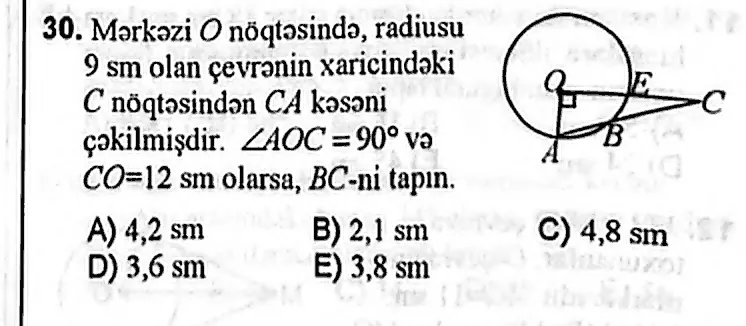 30. Mərkəzi O nöqtəsində, radiusu
9 sm olan çevrənin xaricindəki
C nöqtəsindən CA kəsəni
çəkilmişdir. ∠AOC = 90° və
CO=12 sm olarsa, BC-ni tapın.
O E C
A B
A) 4,2 sm B) 2,1 sm C) 4,8 sm
D) 3,6 sm E) 3,8 sm